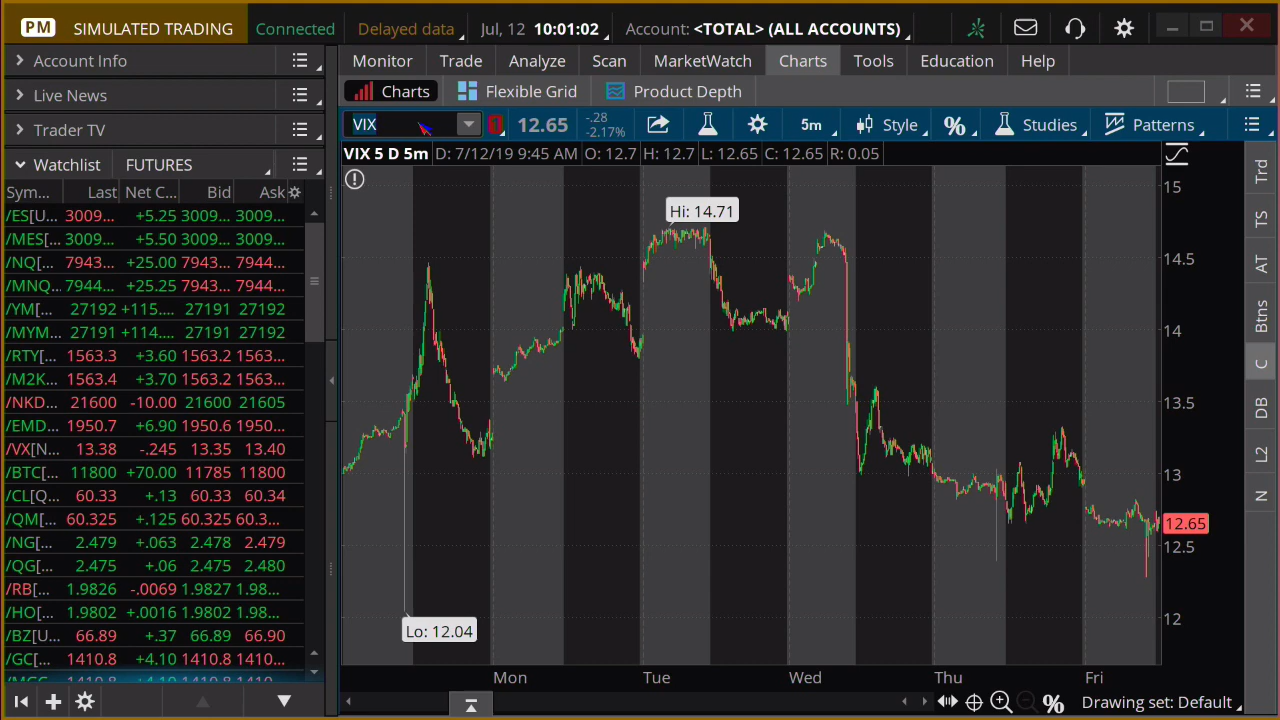 PM SIMULATED TRADING Connected Delayed data Jul, 12 10:01:02 Account: <TOTAL> (ALL ACCOUNTS)
Account Info
Live News
Trader TV
Watchlist FUTURES
Sym... Last Net C... Bid Ask
/ES[U... 3009... +5.25 3009... 3009...
/MES[... 3009... +5.50 3009... 3009...
/NQ[... 7943... +25.00 7943... 7944...
/MNQ... 7944... +25.25 7943... 7944...
/YM[... 27192 +115.... 27191 27192
/MYM... 27191 +114.... 27191 27192
/RTY[... 1563.3 +3.60 1563.2 1563...
/M2K... 1563.4 +3.70 1563.2 1563...
/NKD... 21600 -10.00 21600 21605
/EMD... 1950.7 +6.90 1950.6 1950...
/VX[N... 13.38 -.245 13.35 13.40
/BTC[... 11800 +70.00 11785 11800
/CL[Q... 60.33 +.13 60.33 60.34
/QM[... 60.325 +.125 60.325 60.3...
/NG[... 2.479 +.063 2.478 2.479
/QG[... 2.475 +.06 2.475 2.480
/RB[... 1.9826 -.0069 1.9827 1.98...
/HO[... 1.9802 +.0016 1.9802 1.98...
/BZ[U... 66.89 +.37 66.89 66.90
/GC[... 1410.8 +4.10 1410.8 1410...
Monitor Trade Analyze Scan MarketWatch Charts Tools Education Help
Charts Flexible Grid Product Depth
VIX 1 12.65 -.28 -2.17% 5m Style % Studies Patterns
VIX 5 D 5m D: 7/12/19 9:45 AM O: 12.7 H: 12.7 L: 12.65 C: 12.65 R: 0.05
Hi: 14.71
Lo: 12.04
15
14.5
14
13.5
13
12.65
12.5
12
Mon Tue Wed Thu Fri
% Drawing set: Default
Trd
TS
AT
Btns
C
DB
L2
N